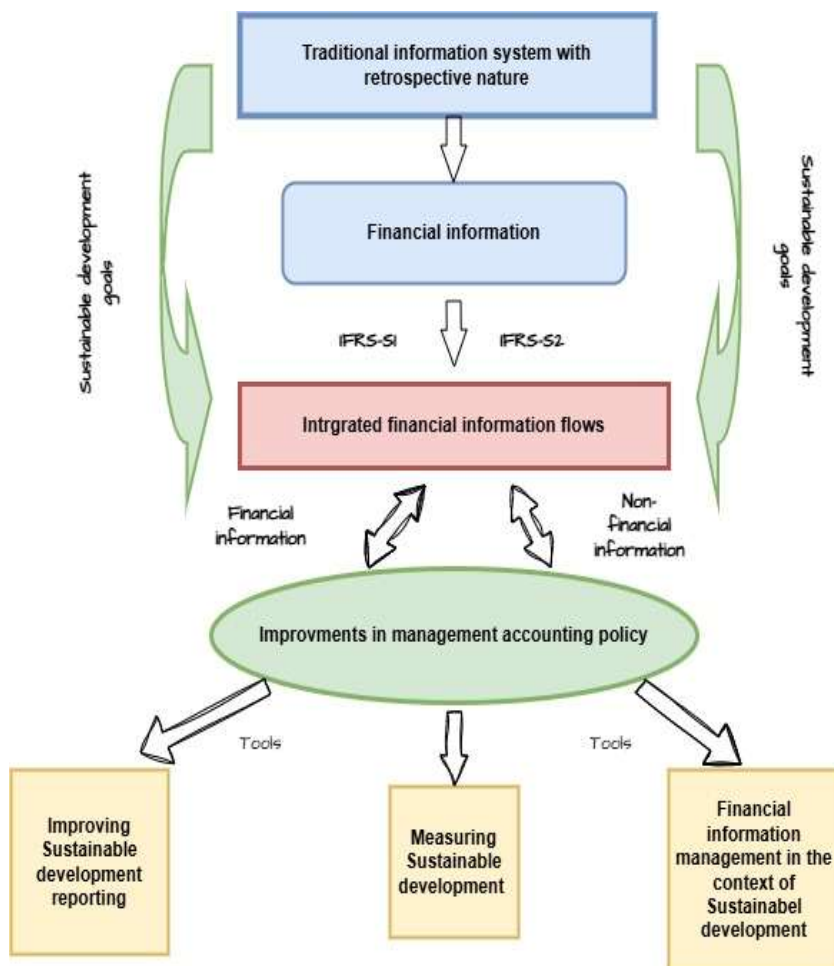 Traditional information system with
retrospective nature
Sustainable development
goals
Sustainable development
goals
Financial information
IFRS-S1
IFRS-S2
Intrgrated financial information flows
Financial
information
Non-
financial
information
Improvments in management accounting policy
Tools
Tools
Improving
Sustainable
development
reporting
Measuring
Sustainable
development
Financial
information
management in the
context of
Sustainabel
development